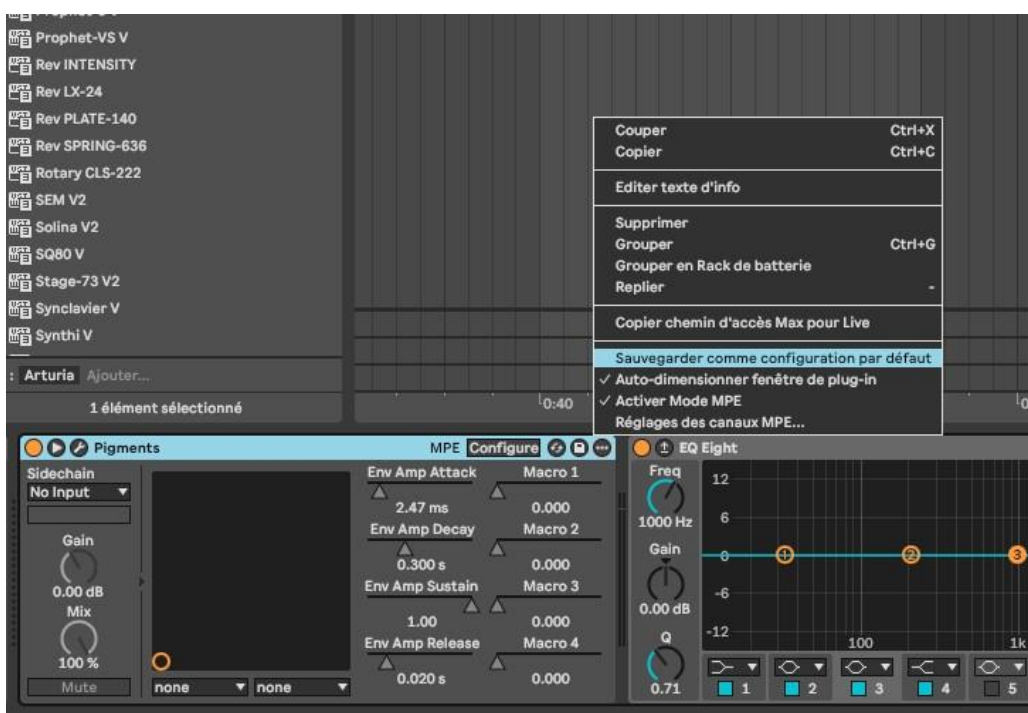 Prophet-VS V
Rev INTENSITY
Rev LX-24
Rev PLATE-140
Rev SPRING-636
Rotary CLS-222
SEM V2
Solina V2
SQ80 V
Stage-73 V2
Synclavier V
Synthi V
: Arturia Ajouter...
1 élément sélectionné
0:40
Couper Ctrl+X
Copier Ctrl+C
Editer texte d'info
Supprimer
Grouper Ctrl+G
Grouper en Rack de batterie
Replier -
Copier chemin d'accès Max pour Live
Sauvegarder comme configuration par défaut
✓ Auto-dimensionner fenêtre de plug-in
✓ Activer Mode MPE
Réglages des canaux MPE...
Pigments MPE Configure
Sidechain
No Input
Gain
0.00 dB
Mix
100 %
Mute
none none
Env Amp Attack Macro 1
2.47 ms 0.000
Env Amp Decay Macro 2
0.300 s 0.000
Env Amp Sustain Macro 3
1.00 0.000
Env Amp Release Macro 4
0.020 s 0.000
EQ Eight
Freq
1000 Hz
Gain
0.00 dB
Q
0.71
12
6
0
-6
-12
1 2 3
100 1k
1 2 3 4 5